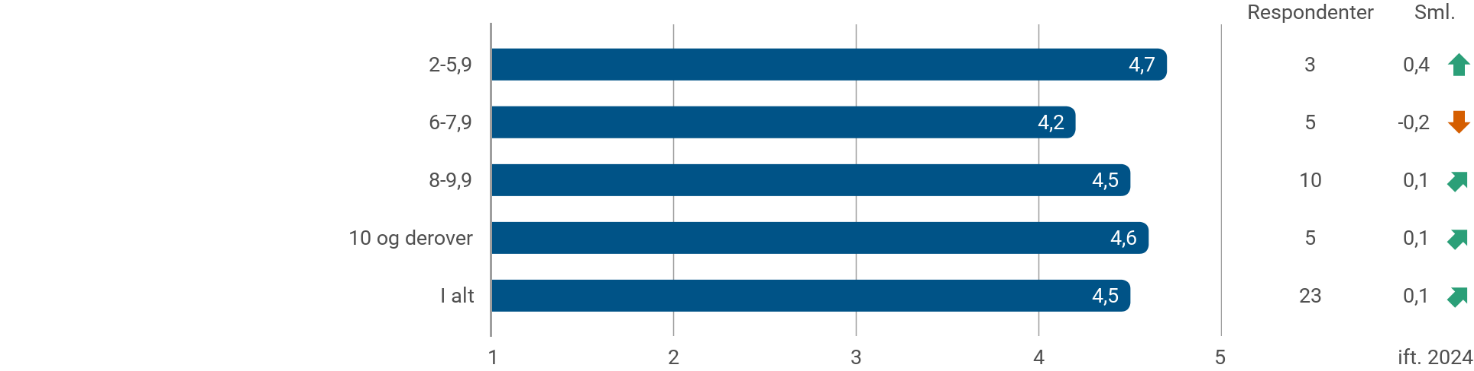 Respondenter Sml.
2-5,9 4,7 3 0,4
6-7,9 4,2 5 -0,2
8-9,9 4,5 10 0,1
10 og derover 4,6 5 0,1
I alt 4,5 23 0,1
1 2 3 4 5 ift. 2024